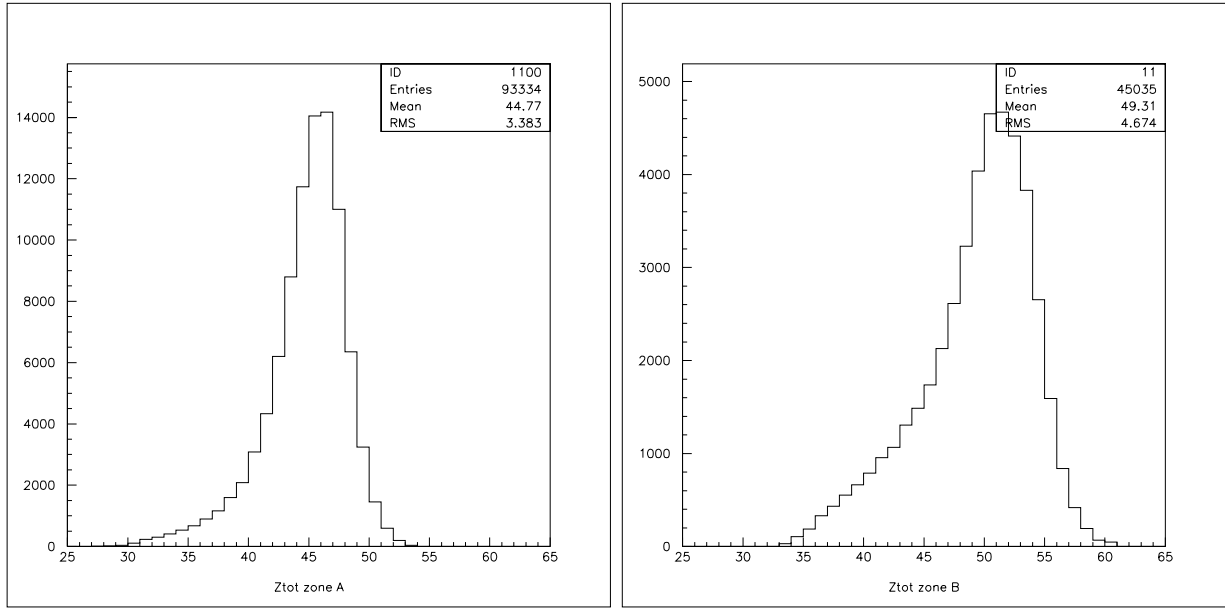 ID 1100
Entries 93334
Mean 44.77
RMS 3.383
14000
12000
10000
8000
6000
4000
2000
0
25 30 35 40 45 50 55 60 65
Ztot zone A
ID 11
Entries 45035
Mean 49.31
RMS 4.674
5000
4000
3000
2000
1000
0
25 30 35 40 45 50 55 60 65
Ztot zone B